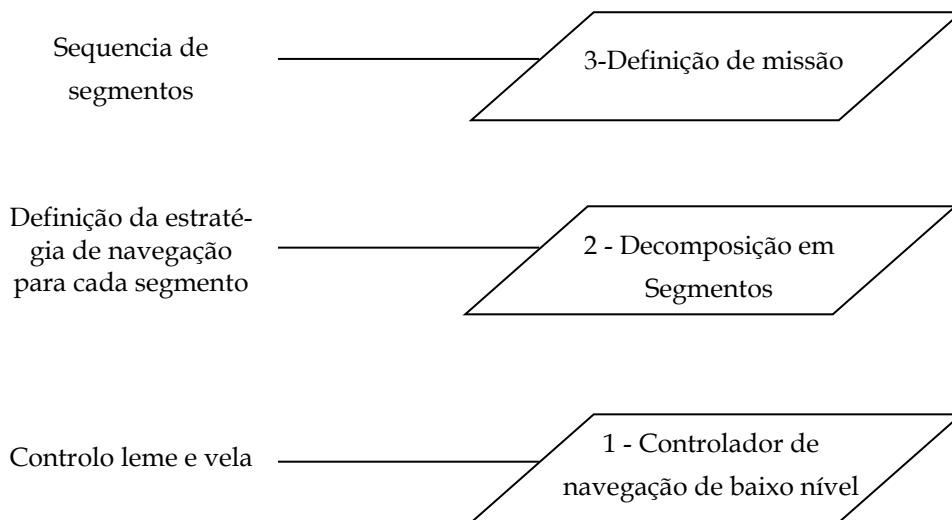 Sequencia de
segmentos
3-Definição de missão
Definição da estraté-
gia de navegação
para cada segmento
2 - Decomposição em
Segmentos
Controlo leme e vela
1 - Controlador de
navegação de baixo nível